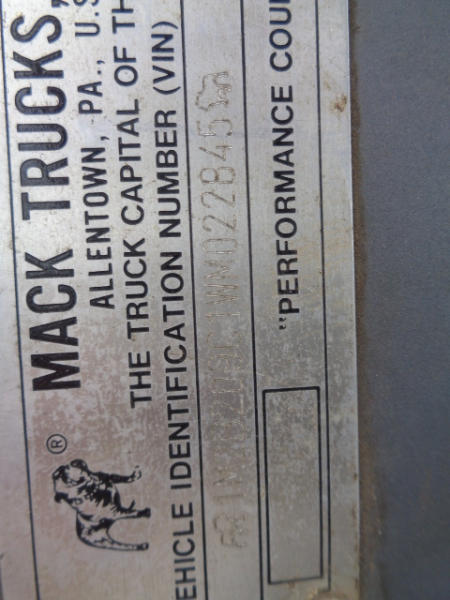 MACK TRUCKS,
ALLENTOWN, PA., U.S
THE TRUCK CAPITAL OF TH
EHICLE IDENTIFICATION NUMBER (VIN)
"PERFORMANCE COU